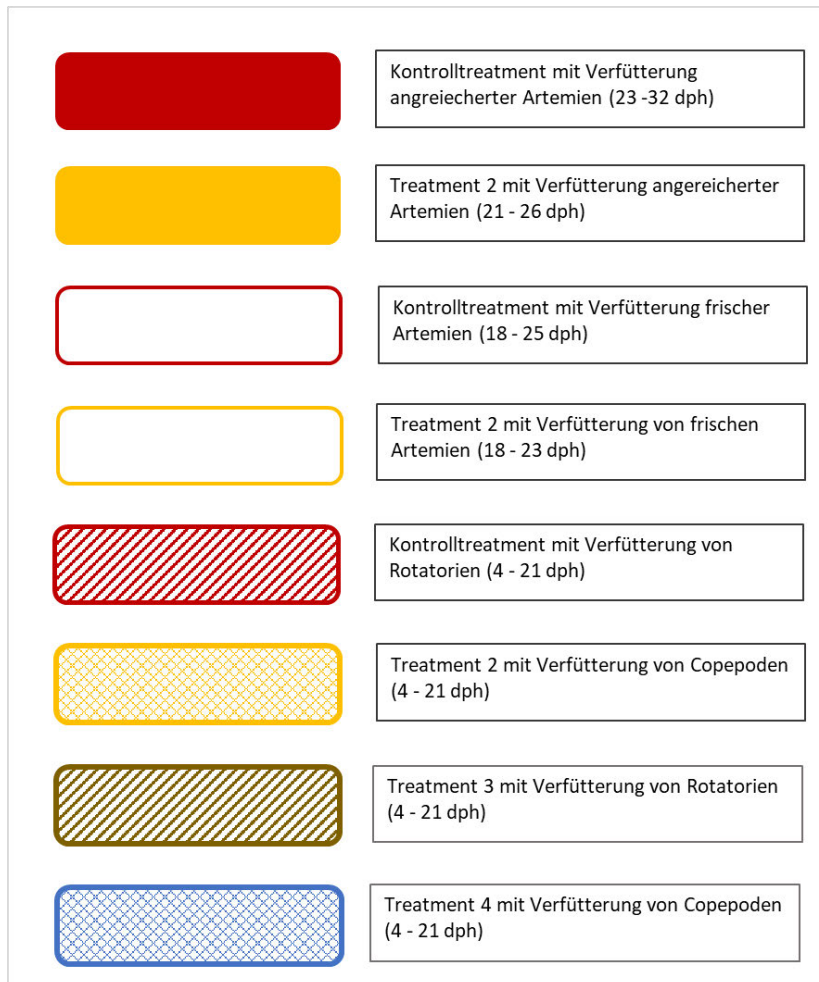 Kontrolltreatment mit Verfütterung
angreiecherter Artemien (23 -32 dph)
Treatment 2 mit Verfütterung angereicherter
Artemien (21 - 26 dph)
Kontrolltreatment mit Verfütterung frischer
Artemien (18 - 25 dph)
Treatment 2 mit Verfütterung von frischen
Artemien (18 - 23 dph)
Kontrolltreatment mit Verfütterung von
Rotatorien (4 - 21 dph)
Treatment 2 mit Verfütterung von Copepoden
(4 - 21 dph)
Treatment 3 mit Verfütterung von Rotatorien
(4 - 21 dph)
Treatment 4 mit Verfütterung von Copepoden
(4 - 21 dph)